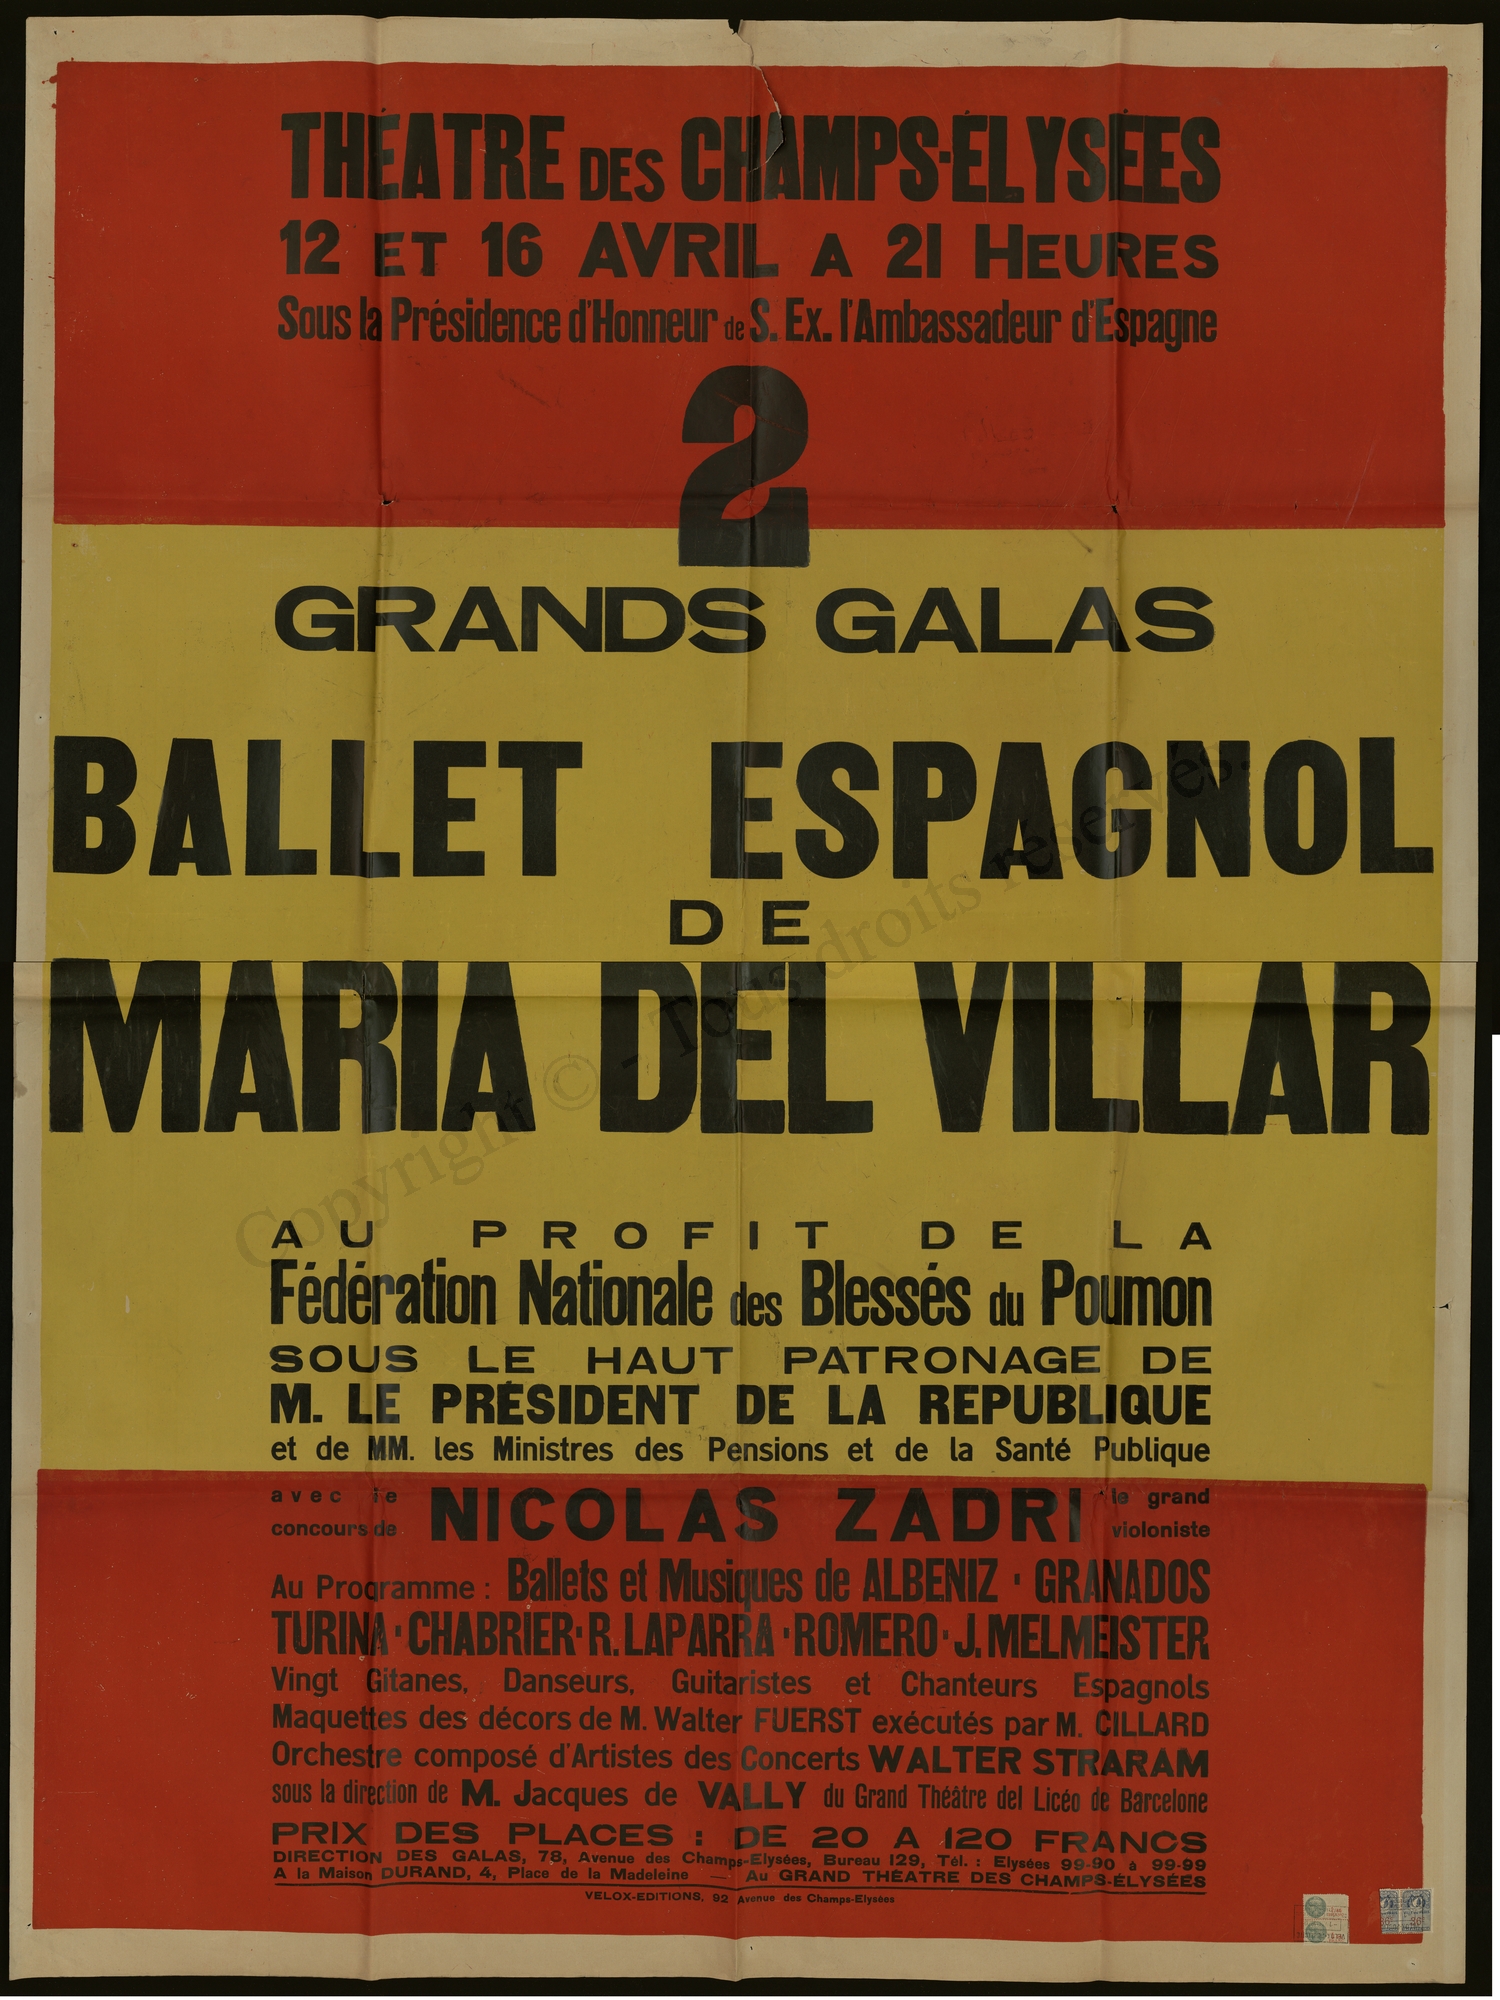 THÉATRE DES CHAMPS-ÉLYSÉES
12 ET 16 AVRIL A 21 HEURES
Sous la Présidence d'Honneur de S. Ex. l'Ambassadeur d'Espagne
2
GRANDS GALAS
BALLET ESPAGNOL
DE
MARIA DEL VILLAR
AU PROFIT DE LA
Fédération Nationale des Blessés du Poumon
SOUS LE HAUT PATRONAGE DE
M. LE PRÉSIDENT DE LA REPUBLIQUE
et de MM. les Ministres des Pensions et de la Santé Publique
avec le concours de NICOLAS ZADRI le grand violoniste
Au Programme : Ballets et Musiques de ALBENIZ · GRANADOS
TURINA · CHABRIER · R. LAPARRA · ROMERO · J. MELMEISTER
Vingt Gitanes, Danseurs, Guitaristes et Chanteurs Espagnols
Maquettes des décors de M. Walter FUERST exécutés par M. CILLARD
Orchestre composé d'Artistes des Concerts WALTER STRARAM
sous la direction de M. Jacques de VALLY du Grand Théâtre del Licéo de Barcelone
PRIX DES PLACES : DE 20 A 120 FRANCS
DIRECTION DES GALAS, 78, Avenue des Champs-Elysées, Bureau 129, Tél. : Elysées 99-90 à 99-99
A la Maison DURAND, 4, Place de la Madeleine — Au GRAND THÉATRE DES CHAMPS-ÉLYSÉES
VELOX-EDITIONS, 92 Avenue des Champs-Elysées
Copyright © - Tous droits réservés.